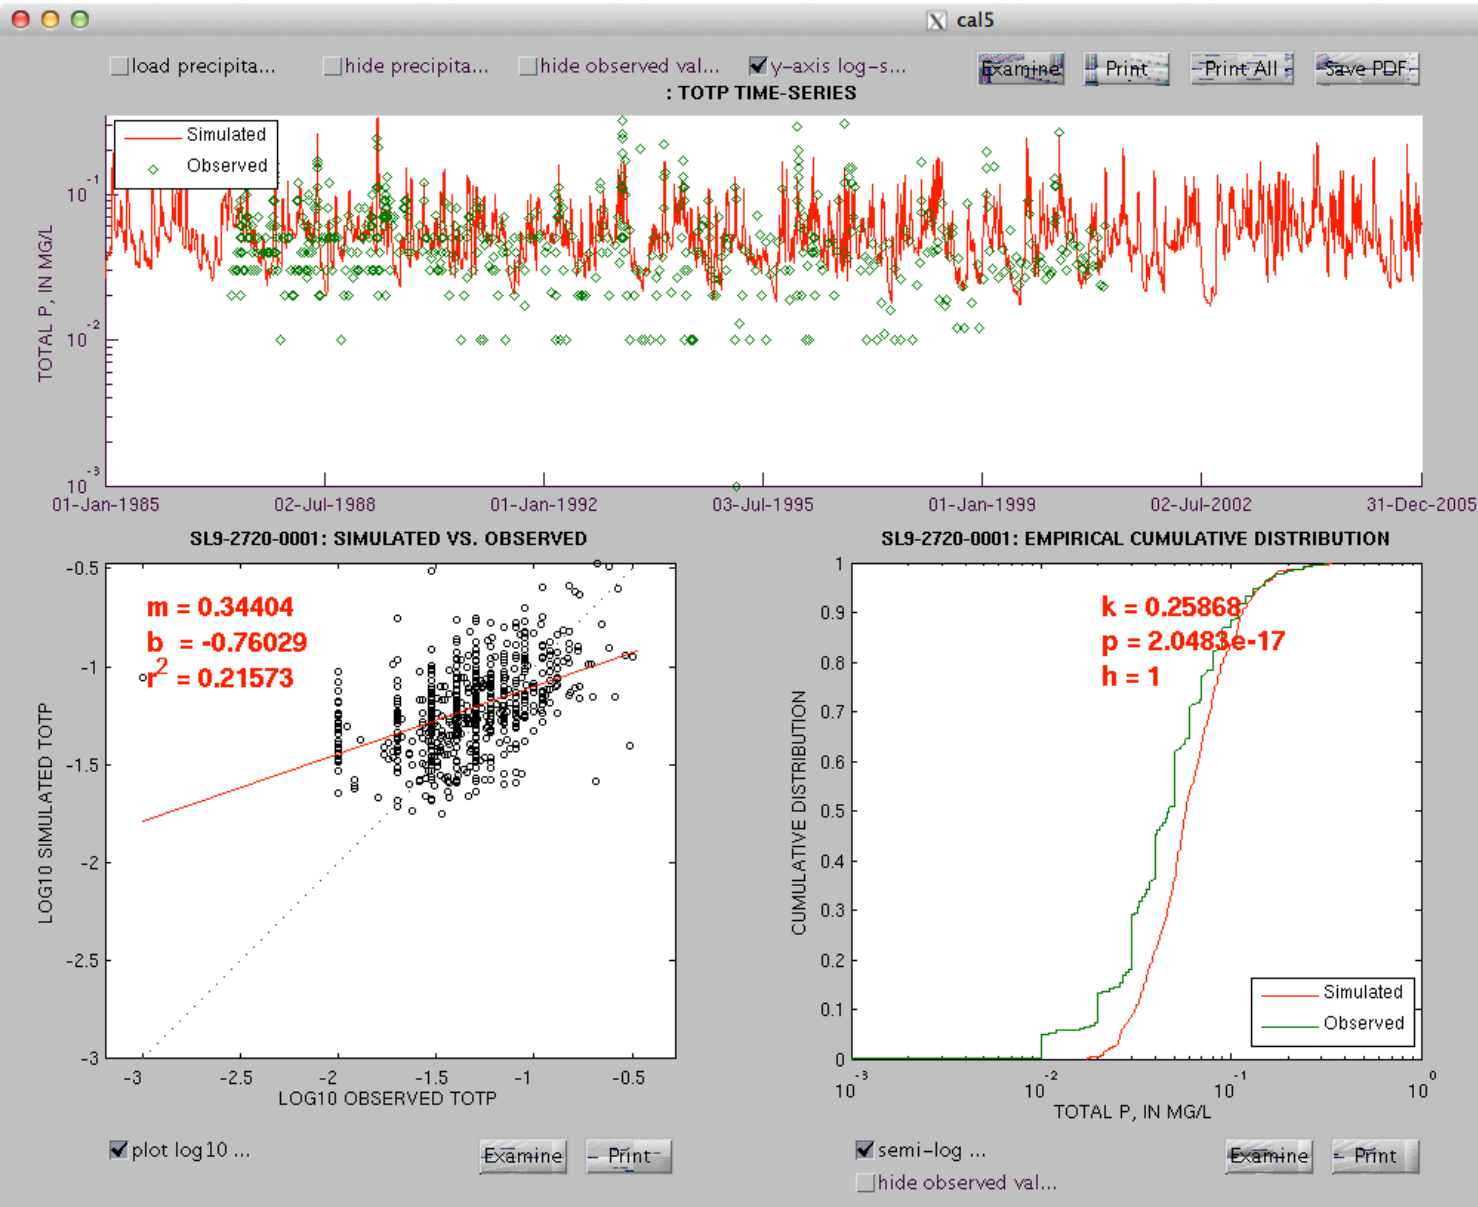 cal5
load precipita...
hide precipita...
hide observed val...
y-axis log-s...
Examine
Print
Print All
Save PDF
: TOTP TIME-SERIES
Simulated
Observed
TOTAL P, IN MG/L
10^-1
10^-2
10^-3
01-Jan-1985
02-Jul-1988
01-Jan-1992
03-Jul-1995
01-Jan-1999
02-Jul-2002
31-Dec-2005
SL9-2720-0001: SIMULATED VS. OBSERVED
m = 0.34404
b = -0.76029
r^2 = 0.21573
LOG10 SIMULATED TOTP
-0.5
-1
-1.5
-2
-2.5
-3
-3
-2.5
-2
-1.5
-1
-0.5
LOG10 OBSERVED TOTP
plot log10 ...
Examine
Print
SL9-2720-0001: EMPIRICAL CUMULATIVE DISTRIBUTION
k = 0.25868
p = 2.0483e-17
h = 1
CUMULATIVE DISTRIBUTION
1
0.9
0.8
0.7
0.6
0.5
0.4
0.3
0.2
0.1
0
Simulated
Observed
10^-3
10^-2
10^-1
10^0
TOTAL P, IN MG/L
semi-log ...
hide observed val...
Examine
Print